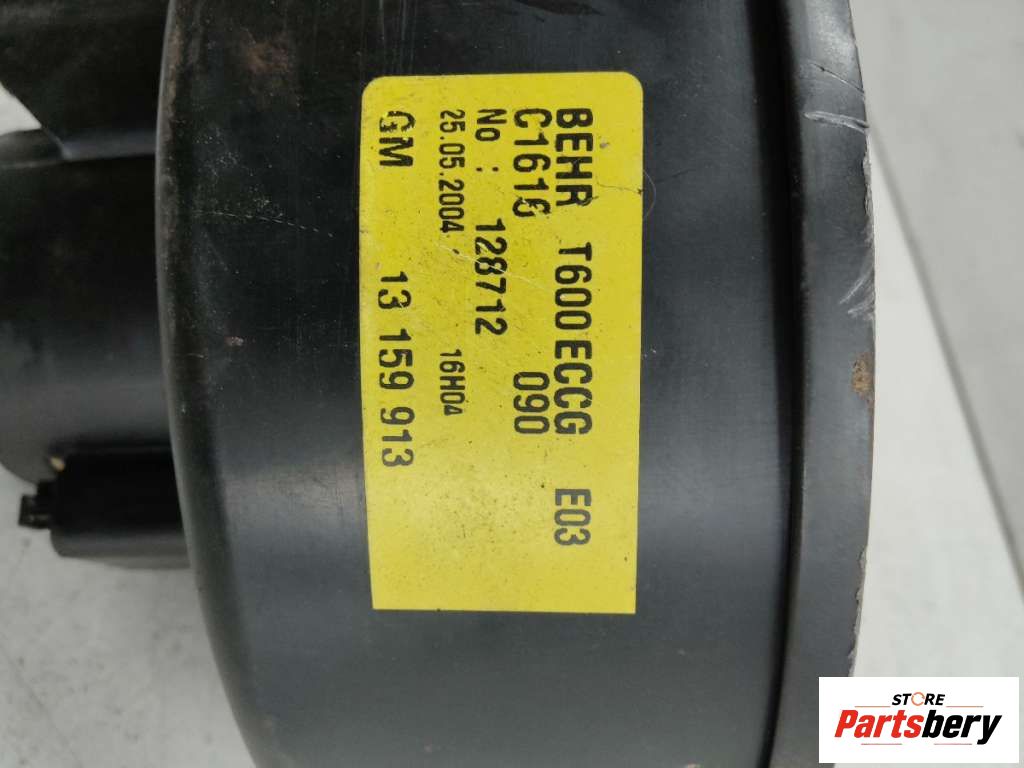 BEHR T600ECCG E03
C1616 090
No : 128712
25.05.2004 16H04
GM 13 159 913
STORE
Partsbery